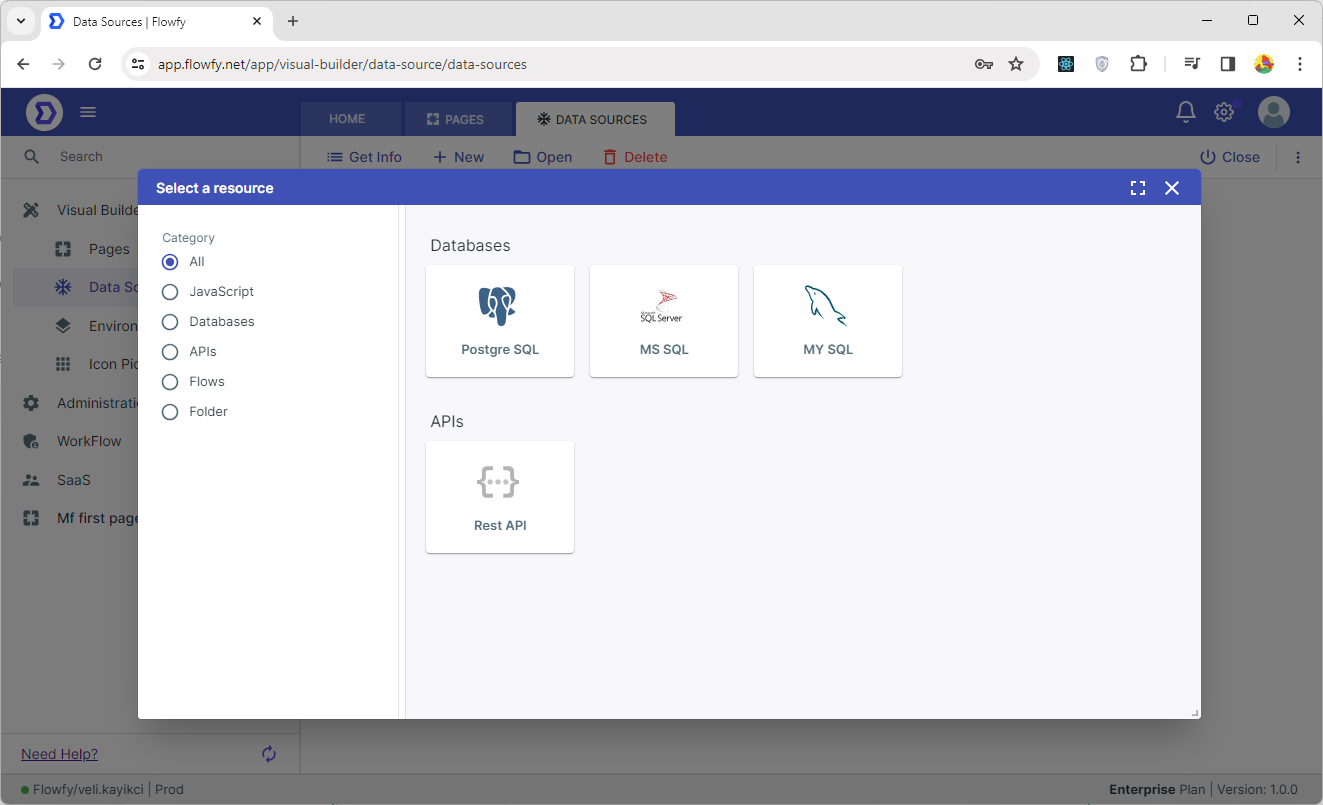 Data Sources | Flowfy
app.flowfy.net/app/visual-builder/data-source/data-sources
HOME
PAGES
DATA SOURCES
Search
Get Info
New
Open
Delete
Close
Select a resource
Visual Builde
Pages
Data So
Environ
Icon Pic
Administrati
WorkFlow
SaaS
Mf first page
Category
All
JavaScript
Databases
APIs
Flows
Folder
Databases
SQL Server
Postgre SQL
MS SQL
MY SQL
APIs
Rest API
Need Help?
Flowfy/veli.kayikci | Prod
Enterprise Plan | Version: 1.0.0